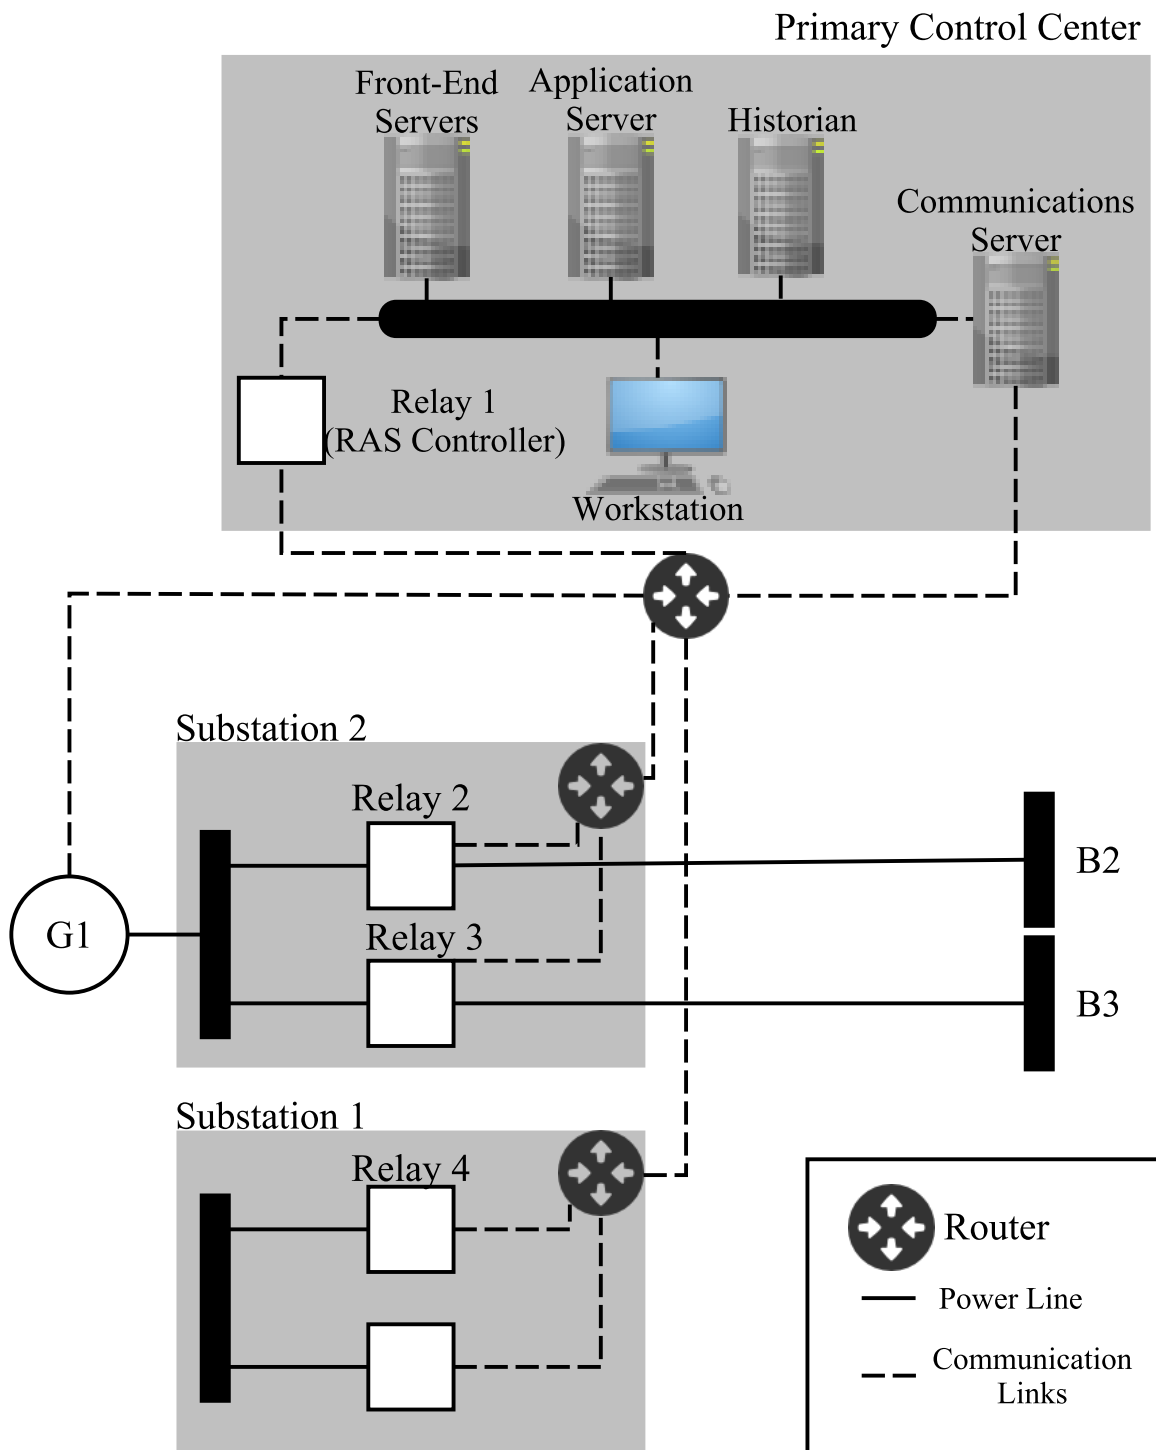 Primary Control Center
Front-End
Servers
Application
Server
Historian
Communications
Server
Relay 1
(RAS Controller)
Workstation
Substation 2
Relay 2
B2
G1
Relay 3
B3
Substation 1
Relay 4
Router
Power Line
Communication
Links